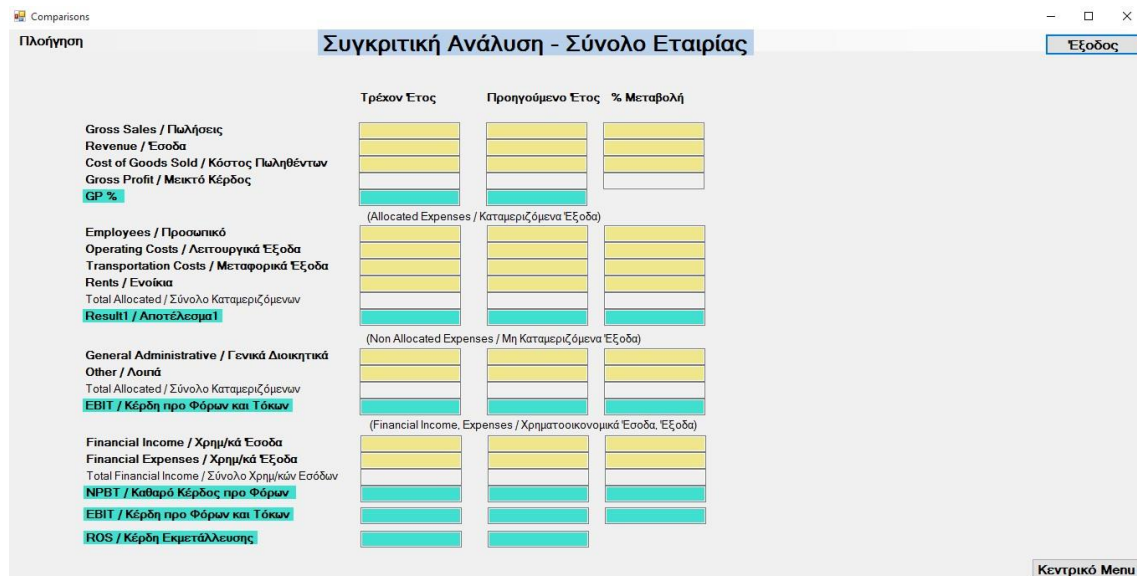 Comparisons
Πλοήγηση
Συγκριτική Ανάλυση - Σύνολο Εταιρίας
Έξοδος
Τρέχον Έτος Προηγούμενο Έτος % Μεταβολή
Gross Sales / Πωλήσεις
Revenue / Έσοδα
Cost of Goods Sold / Κόστος Πωληθέντων
Gross Profit / Μεικτό Κέρδος
GP %
(Allocated Expenses / Καταμεριζόμενα Έξοδα)
Employees / Προσωπικό
Operating Costs / Λειτουργικά Έξοδα
Transportation Costs / Μεταφορικά Έξοδα
Rents / Ενοίκια
Total Allocated / Σύνολο Καταμεριζόμενων
Result1 / Αποτέλεσμα1
(Non Allocated Expenses / Μη Καταμεριζόμενα Έξοδα)
General Administrative / Γενικά Διοικητικά
Other / Λοιπά
Total Allocated / Σύνολο Καταμεριζόμενων
EBIT / Κέρδη προ Φόρων και Τόκων
(Financial Income, Expenses / Χρηματοοικονομικά Έσοδα, Έξοδα)
Financial Income / Χρημ/κά Έσοδα
Financial Expenses / Χρημ/κά Έξοδα
Total Financial Income / Σύνολο Χρημ/κών Εσόδων
NPBT / Καθαρό Κέρδος προ Φόρων
EBIT / Κέρδη προ Φόρων και Τόκων
ROS / Κέρδη Εκμετάλλευσης
Κεντρικό Menu